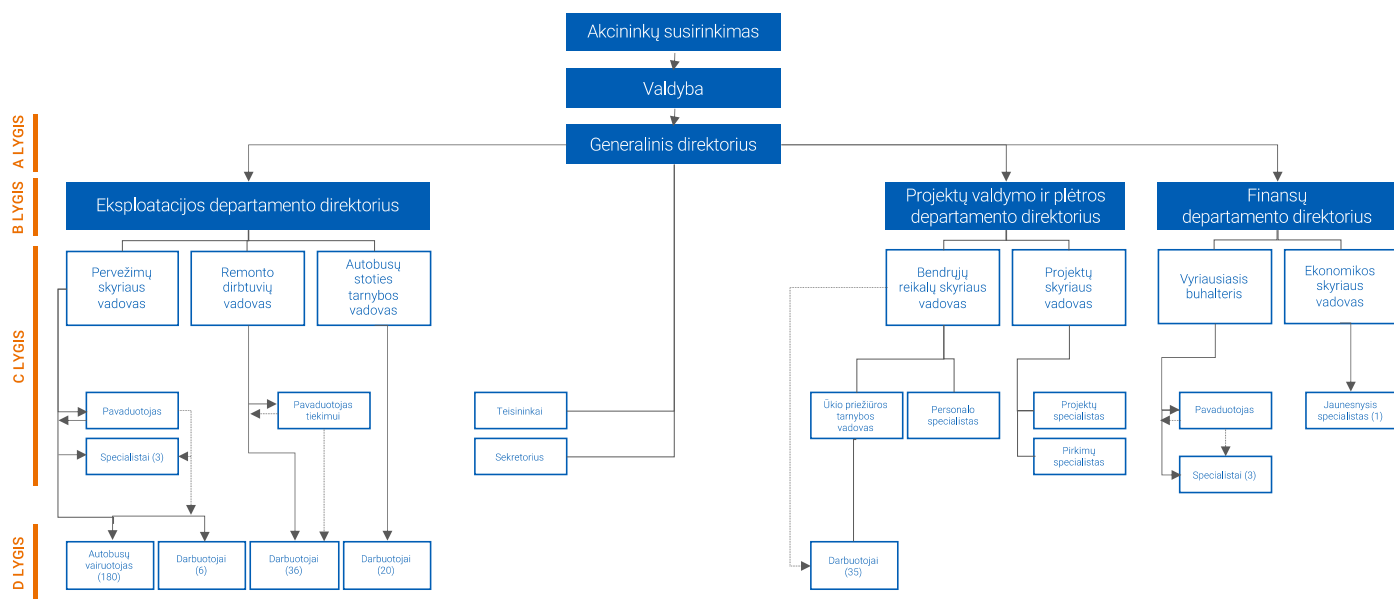 Akcininkų susirinkimas
Valdyba
A LYGIS
Generalinis direktorius
B LYGIS
Eksploatacijos departamento direktorius
Projektų valdymo ir plėtros
departamento direktorius
Finansų
departamento direktorius
C LYGIS
Pervežimų
skyriaus
vadovas
Remonto
dirbtuvių
vadovas
Autobusų
stoties
tarnybos
vadovas
Bendrųjų
reikalų skyriaus
vadovas
Projektų
skyriaus
vadovas
Vyriausiasis
buhalteris
Ekonomikos
skyriaus
vadovas
Pavaduotojas
Pavaduotojas
tiekimui
Teisininkai
Ūkio priežiūros
tarnybos
vadovas
Personalo
specialistas
Projektų
specialistas
Pavaduotojas
Jaunesnysis
specialistas (1)
Specialistai (3)
Sekretorius
Pirkimų
specialistas
Specialistai (3)
D LYGIS
Autobusų
vairuotojas
(180)
Darbuotojai
(6)
Darbuotojai
(36)
Darbuotojai
(20)
Darbuotojai
(35)